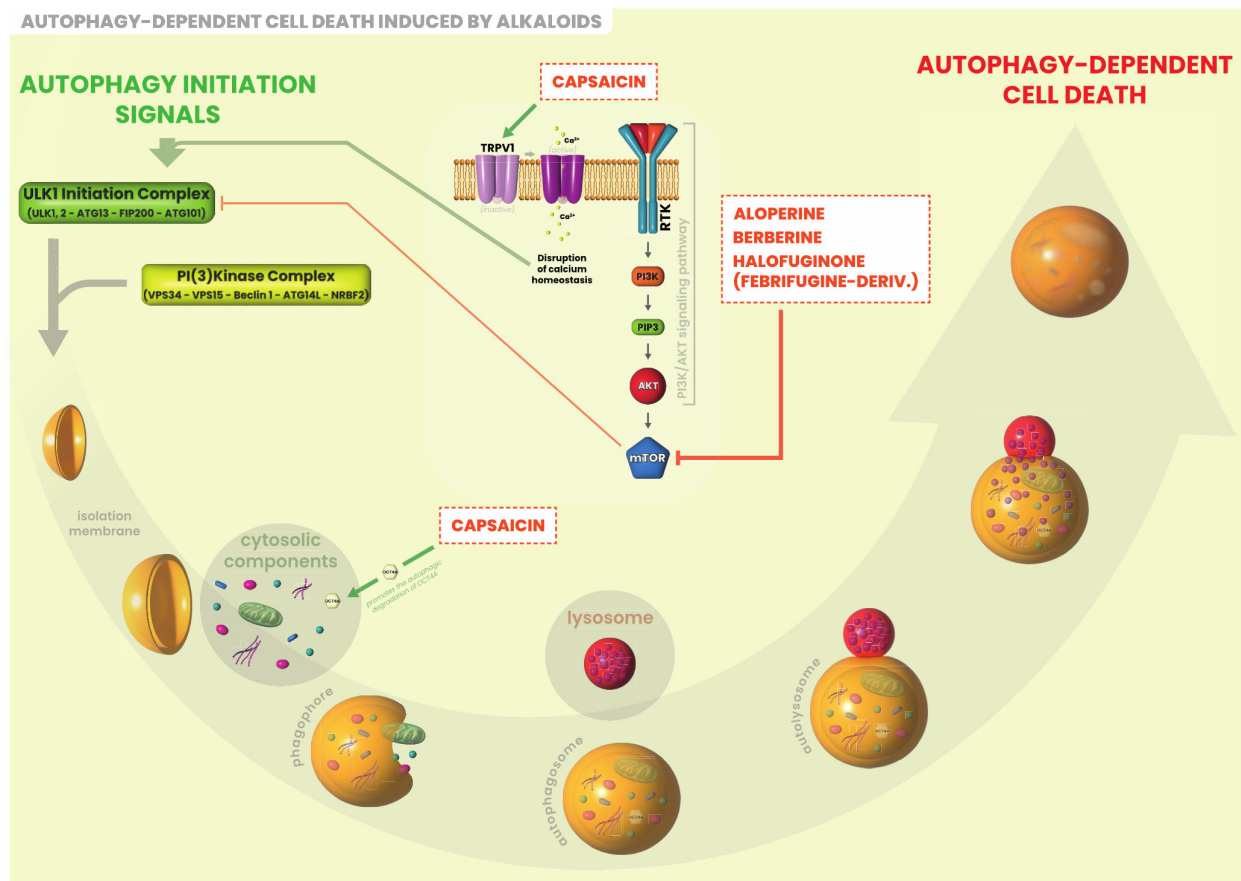 AUTOPHAGY-DEPENDENT CELL DEATH INDUCED BY ALKALOIDS
AUTOPHAGY INITIATION
SIGNALS
CAPSAICIN
AUTOPHAGY-DEPENDENT
CELL DEATH
TRPV1
Ca²⁺
(active)
(inactive)
Ca²⁺
RTK
ULK1 Initiation Complex
(ULK1, 2 - ATG13 - FIP200 - ATG101)
PI(3)Kinase Complex
(VPS34 - VPS15 - Beclin 1 - ATG14L - NRBF2)
Disruption
of calcium
homeostasis
PI3K
PIP3
AKT
mTOR
PI3K/AKT signaling pathway
ALOPERINE
BERBERINE
HALOFUGINONE
(FEBRIFUGINE-DERIV.)
isolation
membrane
cytosolic
components
OCT4A
CAPSAICIN
OCT4A
promotes the autophagic
degradation of OCT4A
phagophore
lysosome
autophagosome
OCT4A
autolysosome
OCT4A
OCT4A